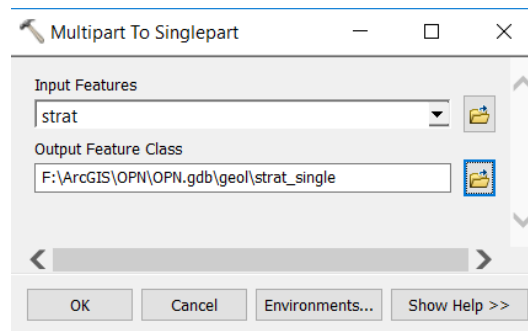 Multipart To Singlepart
Input Features
strat
Output Feature Class
F:\ArcGIS\OPN\OPN.gdb\geol\strat_single
OK Cancel Environments... Show Help >>